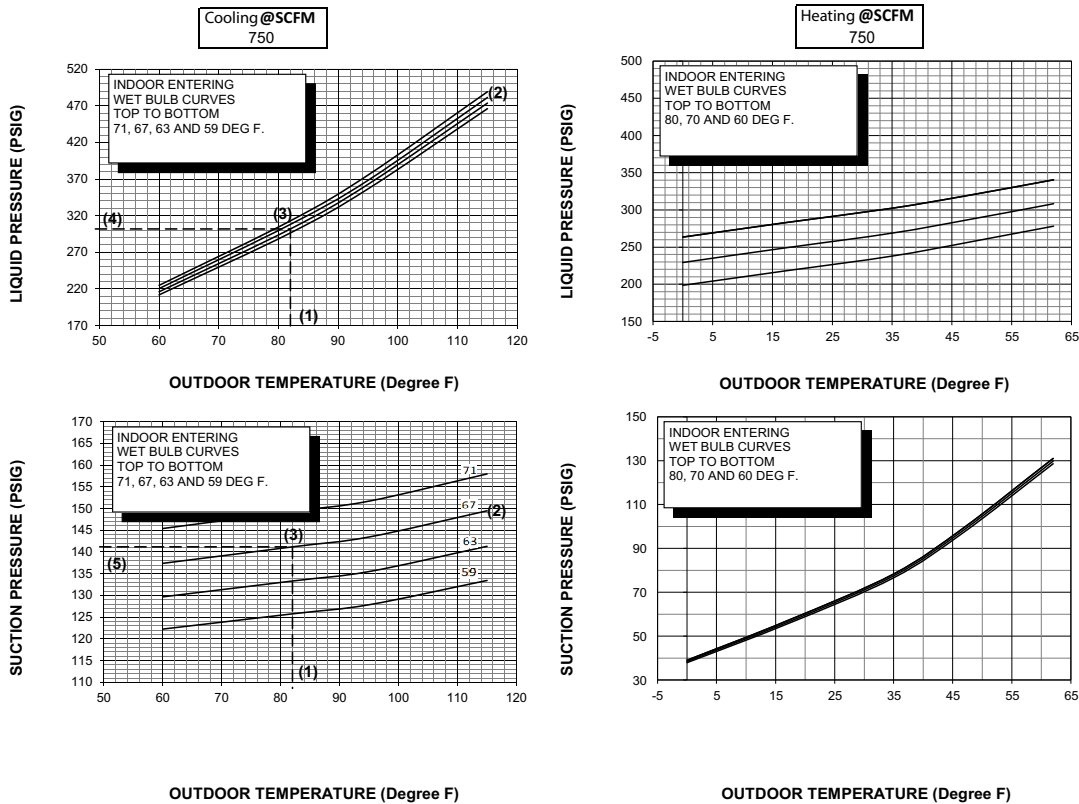 Cooling @SCFM
750
LIQUID PRESSURE (PSIG)
520
470
420
370
320
270
220
170
INDOOR ENTERING
WET BULB CURVES
TOP TO BOTTOM
71, 67, 63 AND 59 DEG F.
(2)
(3)
(4)
(1)
50 60 70 80 90 100 110 120
OUTDOOR TEMPERATURE (Degree F)
Heating @SCFM
750
LIQUID PRESSURE (PSIG)
500
450
400
350
300
250
200
150
INDOOR ENTERING
WET BULB CURVES
TOP TO BOTTOM
80, 70 AND 60 DEG F.
-5 5 15 25 35 45 55 65
OUTDOOR TEMPERATURE (Degree F)
SUCTION PRESSURE (PSIG)
170
165
160
155
150
145
140
135
130
125
120
115
110
INDOOR ENTERING
WET BULB CURVES
TOP TO BOTTOM
71, 67, 63 AND 59 DEG F.
71
67
(2)
(3)
63
(5)
59
(1)
50 60 70 80 90 100 110 120
OUTDOOR TEMPERATURE (Degree F)
SUCTION PRESSURE (PSIG)
150
130
110
90
70
50
30
INDOOR ENTERING
WET BULB CURVES
TOP TO BOTTOM
80, 70 AND 60 DEG F.
-5 5 15 25 35 45 55 65
OUTDOOR TEMPERATURE (Degree F)